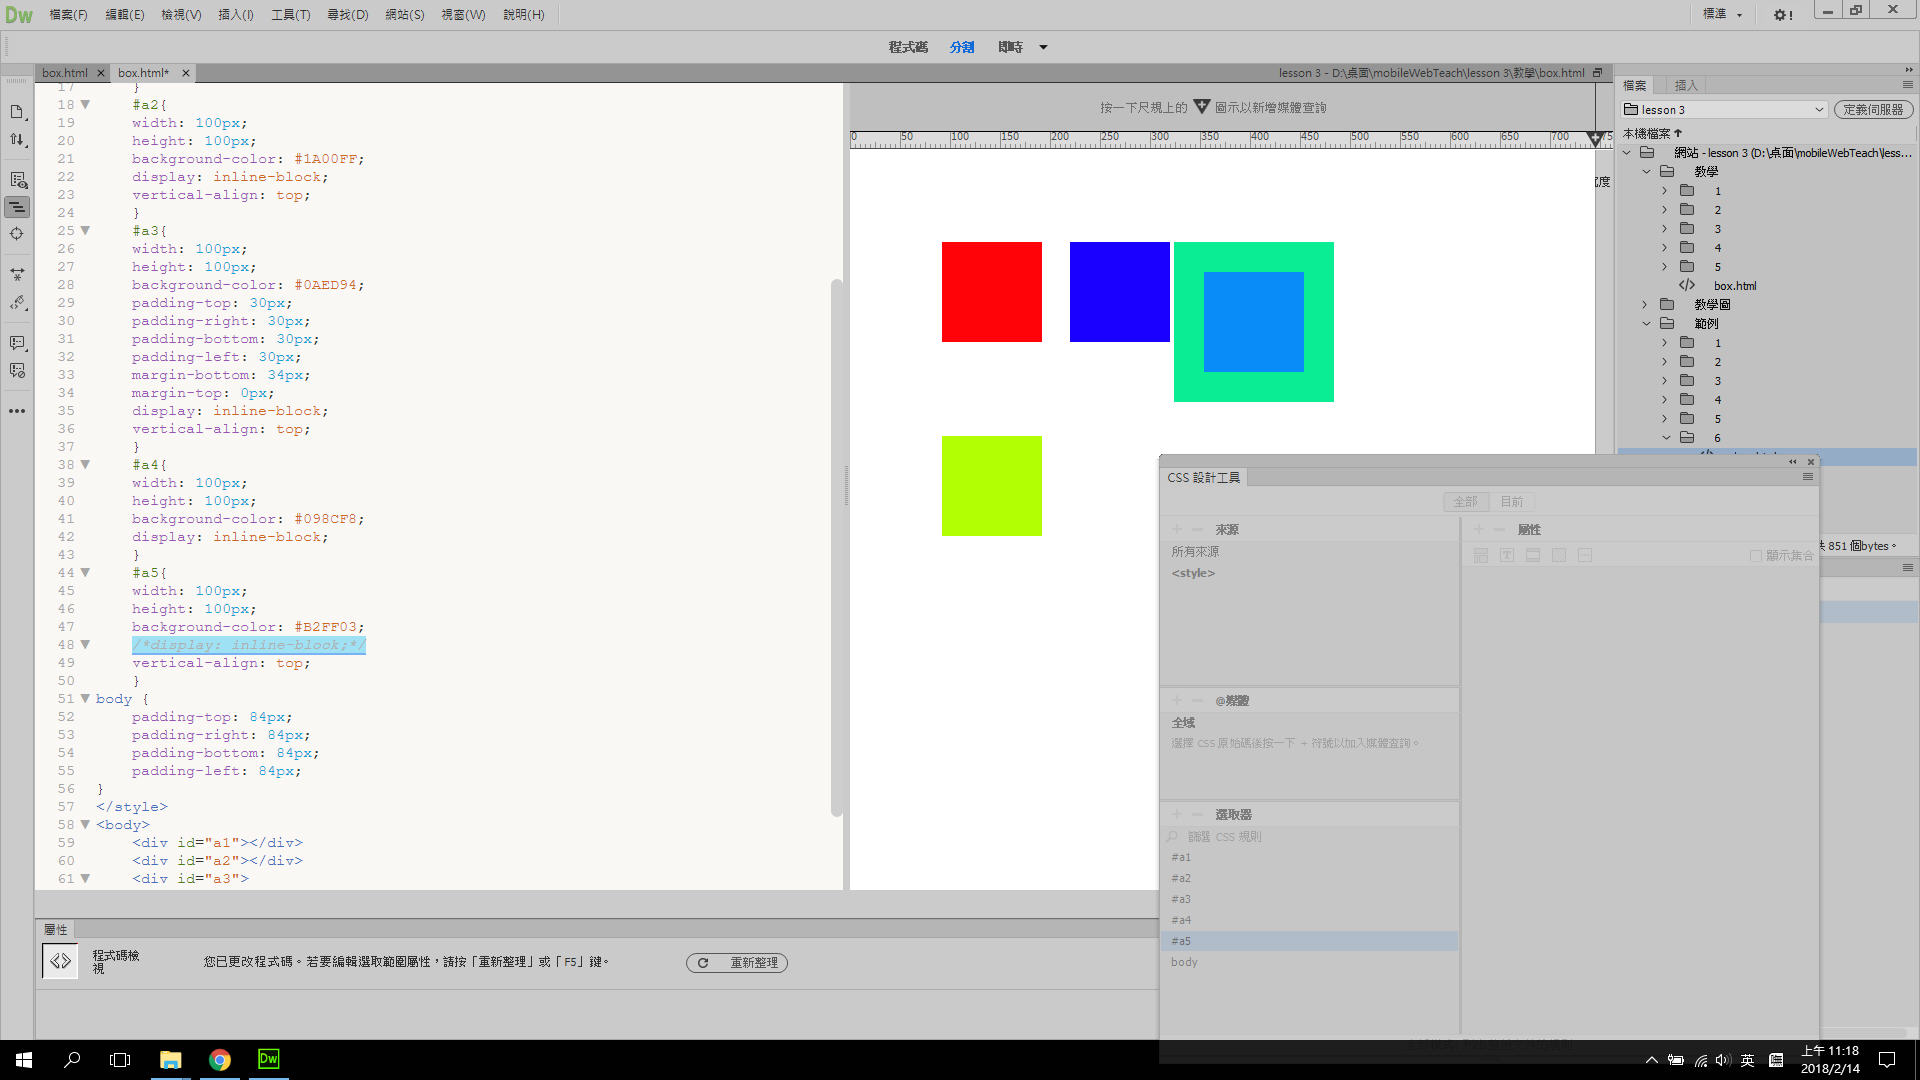 Dw 檔案(F) 編輯(E) 檢視(V) 插入(I) 工具(T) 尋找(D) 網站(S) 視窗(W) 說明(H) 標準
程式碼 分割 即時
box.html box.html*
lesson 3 - D:\桌面\mobileWebTeach\lesson 3\教學\box.html
17 }
18 #a2{
19 width: 100px;
20 height: 100px;
21 background-color: #1A00FF;
22 display: inline-block;
23 vertical-align: top;
24 }
25 #a3{
26 width: 100px;
27 height: 100px;
28 background-color: #0AED94;
29 padding-top: 30px;
30 padding-right: 30px;
31 padding-bottom: 30px;
32 padding-left: 30px;
33 margin-bottom: 34px;
34 margin-top: 0px;
35 display: inline-block;
36 vertical-align: top;
37 }
38 #a4{
39 width: 100px;
40 height: 100px;
41 background-color: #098CF8;
42 display: inline-block;
43 }
44 #a5{
45 width: 100px;
46 height: 100px;
47 background-color: #B2FF03;
48 /*display: inline-block;*/
49 vertical-align: top;
50 }
51 body {
52 padding-top: 84px;
53 padding-right: 84px;
54 padding-bottom: 84px;
55 padding-left: 84px;
56 }
57 </style>
58 <body>
59 <div id="a1"></div>
60 <div id="a2"></div>
61 <div id="a3">
按一下尺規上的 圖示以新增媒體查詢
0 50 100 150 200 250 300 350 400 450 500 550 600 650 700
檔案 插入
lesson 3 定義伺服器
本機檔案
網站 - lesson 3 (D:\桌面\mobileWebTeach\less...
教學
1
2
3
4
5
box.html
教學圖
範例
1
2
3
4
5
6
851 個bytes。
CSS 設計工具
全部 目前
來源
所有來源
<style>
@媒體
全域
選擇 CSS 原始碼後按一下 + 符號以加入媒體查詢。
選取器
篩選 CSS 規則
#a1
#a2
#a3
#a4
#a5
body
屬性
顯示集合
屬性
程式碼檢
視
您已更改程式碼。若要編輯選取範圍屬性，請按「重新整理」或「F5」鍵。
重新整理
Dw
英
上午 11:18
2018/2/14